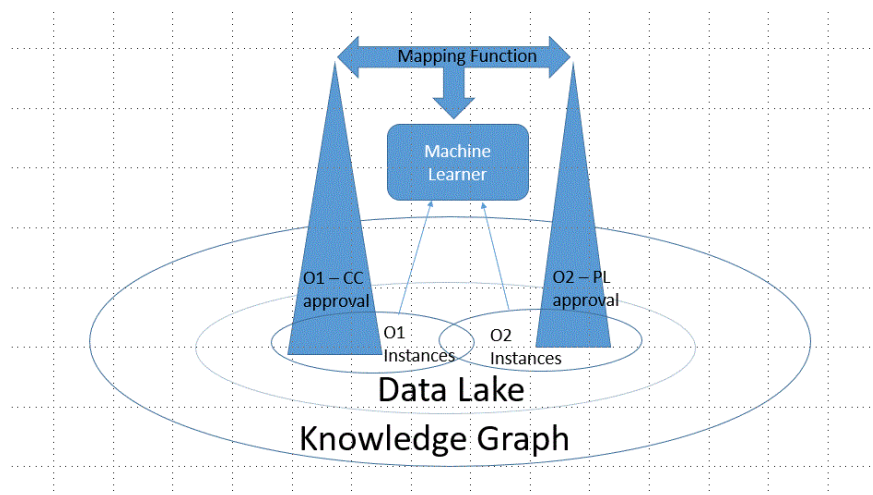 Mapping Function
Machine
Learner
O1 – CC
approval
O2 – PL
approval
O1
Instances
O2
Instances
Data Lake
Knowledge Graph